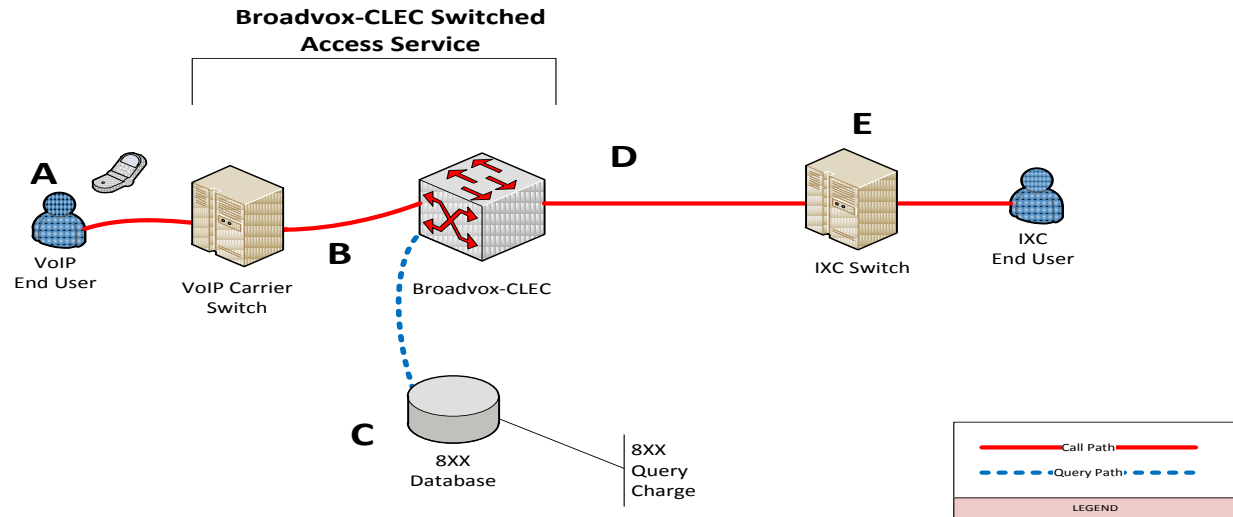 Broadvox-CLEC Switched
Access Service
A
B
C
D
E
VoIP
End User
VoIP Carrier
Switch
Broadvox-CLEC
IXC Switch
IXC
End User
8XX
Database
8XX
Query
Charge
Call Path
Query Path
LEGEND